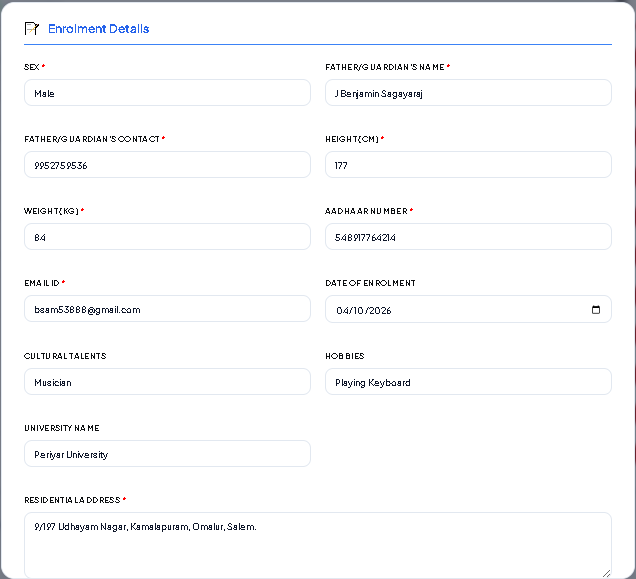 Enrolment Details
SEX *
FATHER/GUARDIAN'S NAME *
Male
J Benjamin Sagayaraj
FATHER/GUARDIAN'S CONTACT *
HEIGHT(CM) *
9952759536
177
WEIGHT(KG) *
AADHAAR NUMBER *
84
548917764214
EMAIL ID *
DATE OF ENROLMENT
bsam53888@gmail.com
04/10/2026
CULTURAL TALENTS
HOBBIES
Musician
Playing Keyboard
UNIVERSITY NAME
Periyar University
RESIDENTIAL ADDRESS *
9/197 Udhayam Nagar, Kamalapuram, Omalur, Salem.